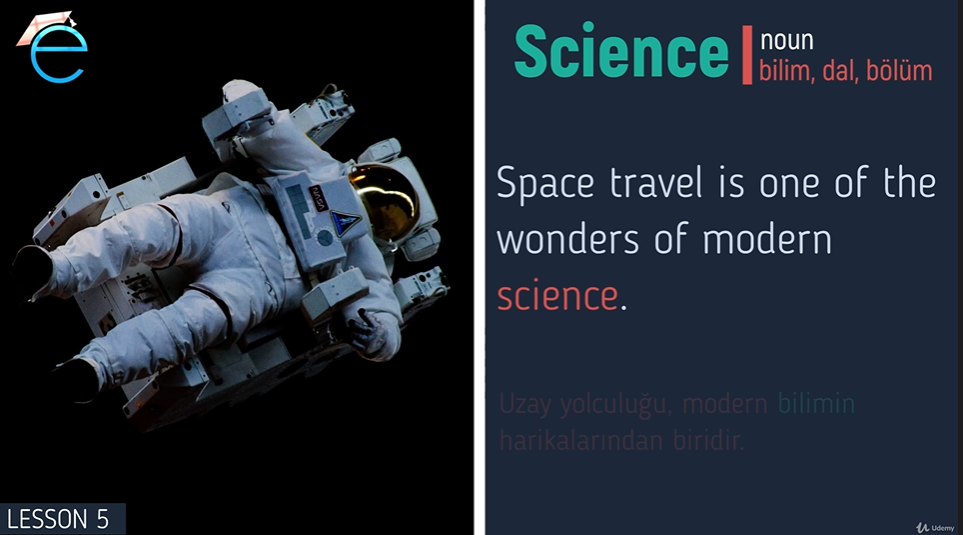 e
Science
noun
bilim, dal, bölüm
Space travel is one of the
wonders of modern
science.
Uzay yolculuğu, modern bilimin
harikalarından biridir.
NASA
LESSON 5
Udemy